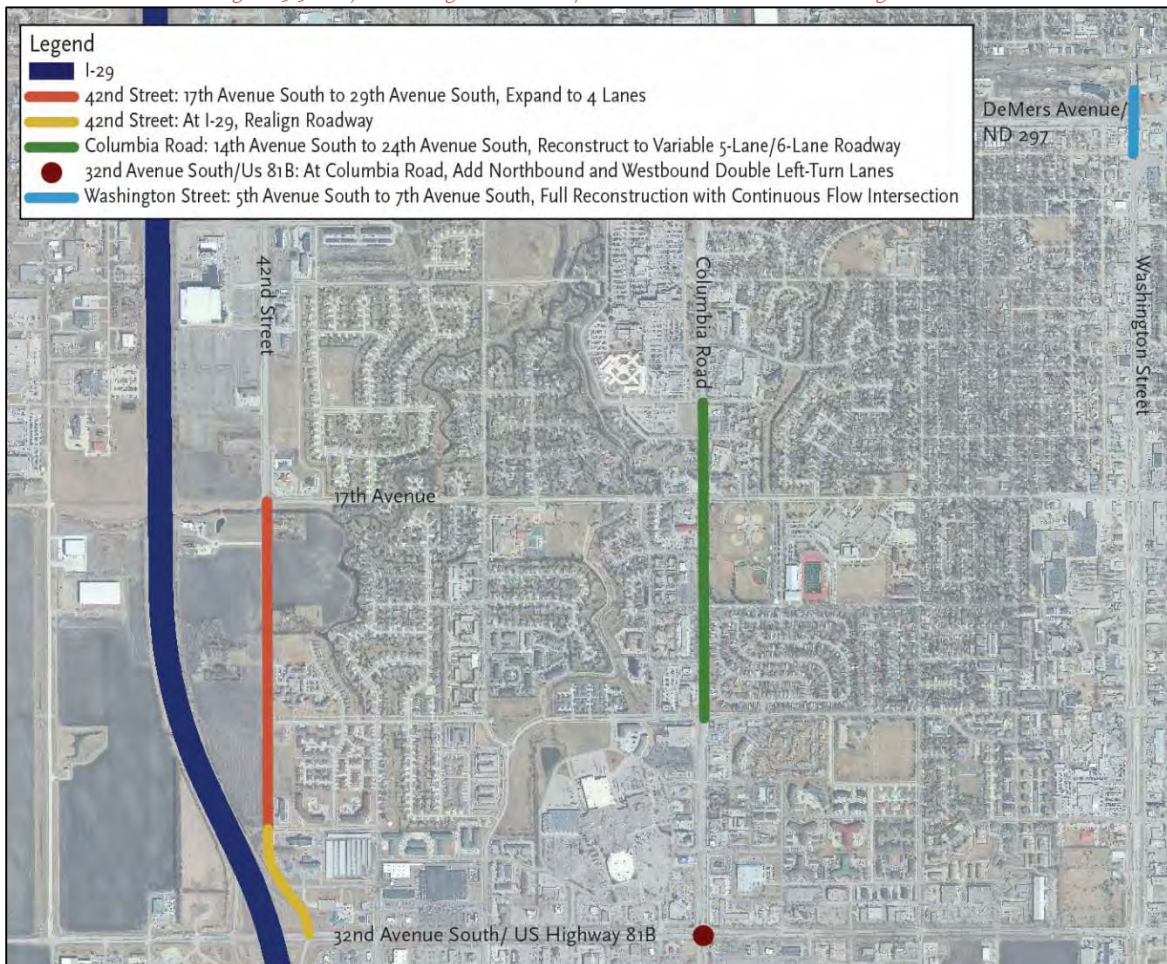 Legend
I-29
42nd Street: 17th Avenue South to 29th Avenue South, Expand to 4 Lanes
42nd Street: At I-29, Realign Roadway
Columbia Road: 14th Avenue South to 24th Avenue South, Reconstruct to Variable 5-Lane/6-Lane Roadway
32nd Avenue South/Us 81B: At Columbia Road, Add Northbound and Westbound Double Left-Turn Lanes
Washington Street: 5th Avenue South to 7th Avenue South, Full Reconstruction with Continuous Flow Intersection
DeMers Avenue/
ND 297
42nd Street
Columbia Road
Washington Street
17th Avenue
32nd Avenue South/ US Highway 81B